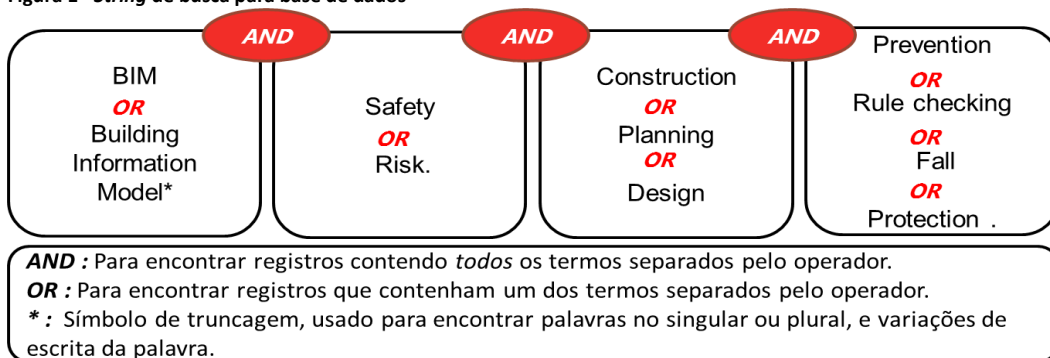 AND AND AND
BIM
OR
Building
Information
Model*
Safety
OR
Risk.
Construction
OR
Planning
OR
Design
Prevention
OR
Rule checking
OR
Fall
OR
Protection .
AND : Para encontrar registros contendo todos os termos separados pelo operador.
OR : Para encontrar registros que contenham um dos termos separados pelo operador.
* : Símbolo de truncagem, usado para encontrar palavras no singular ou plural, e variações de
escrita da palavra.